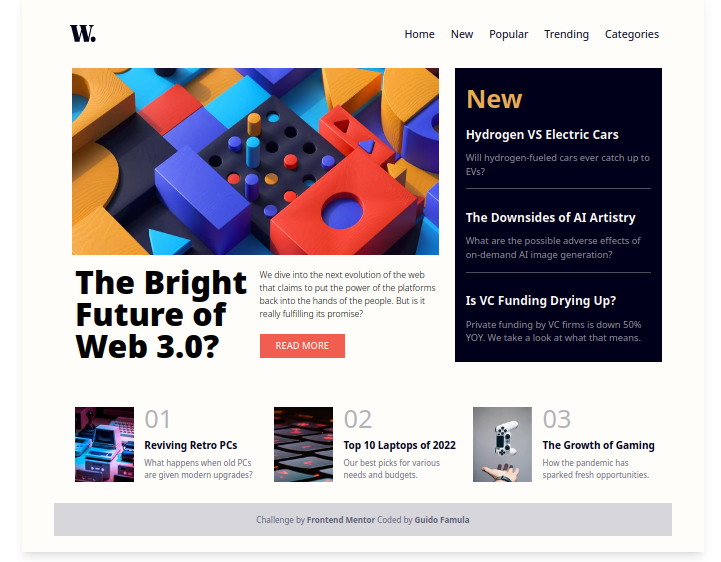 W.
Home New Popular Trending Categories
The Bright
Future of
Web 3.0?
We dive into the next evolution of the web
that claims to put the power of the platforms
back into the hands of the people. But is it
really fulfilling its promise?
READ MORE
New
Hydrogen VS Electric Cars
Will hydrogen-fueled cars ever catch up to
EVs?
The Downsides of AI Artistry
What are the possible adverse effects of
on-demand AI image generation?
Is VC Funding Drying Up?
Private funding by VC firms is down 50%
YOY. We take a look at what that means.
01
Reviving Retro PCs
What happens when old PCs
are given modern upgrades?
02
Top 10 Laptops of 2022
Our best picks for various
needs and budgets.
03
The Growth of Gaming
How the pandemic has
sparked fresh opportunities.
Challenge by Frontend Mentor Coded by Guido Famula